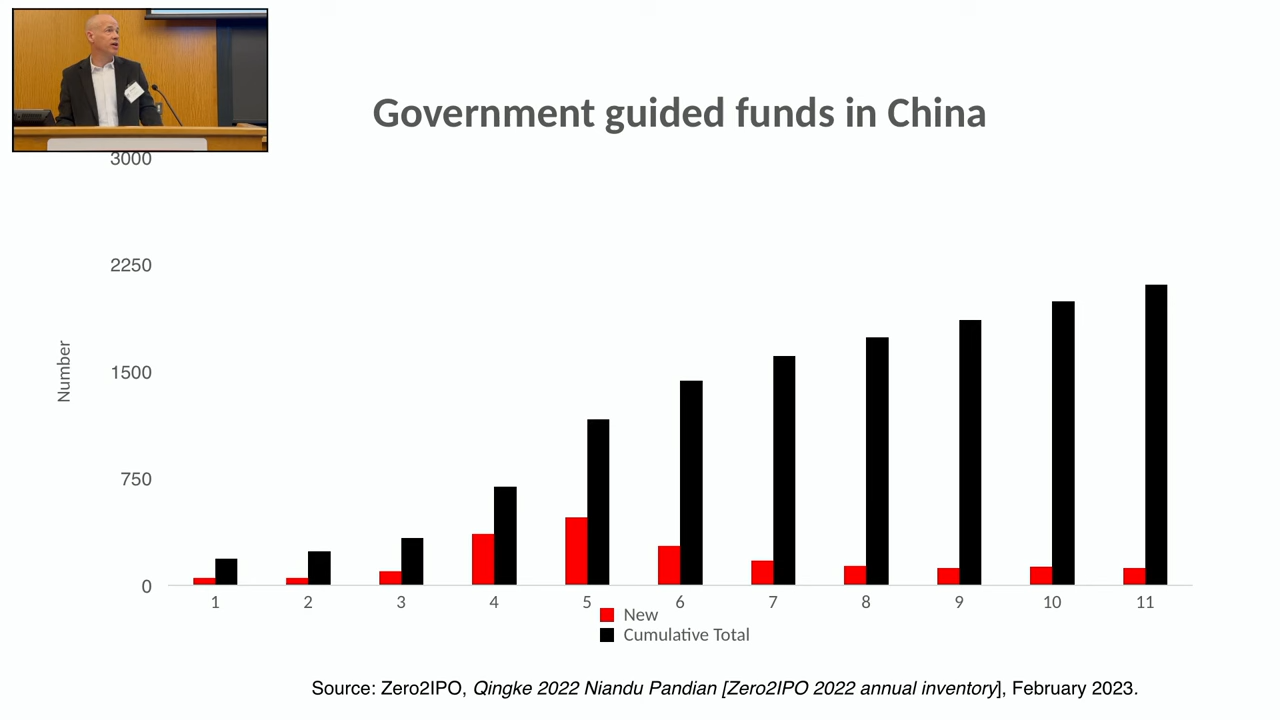 Government guided funds in China
3000
2250
1500
750
0
Number
1 2 3 4 5 6 7 8 9 10 11
New
Cumulative Total
Source: Zero2IPO, Qingke 2022 Niandu Pandian [Zero2IPO 2022 annual inventory], February 2023.